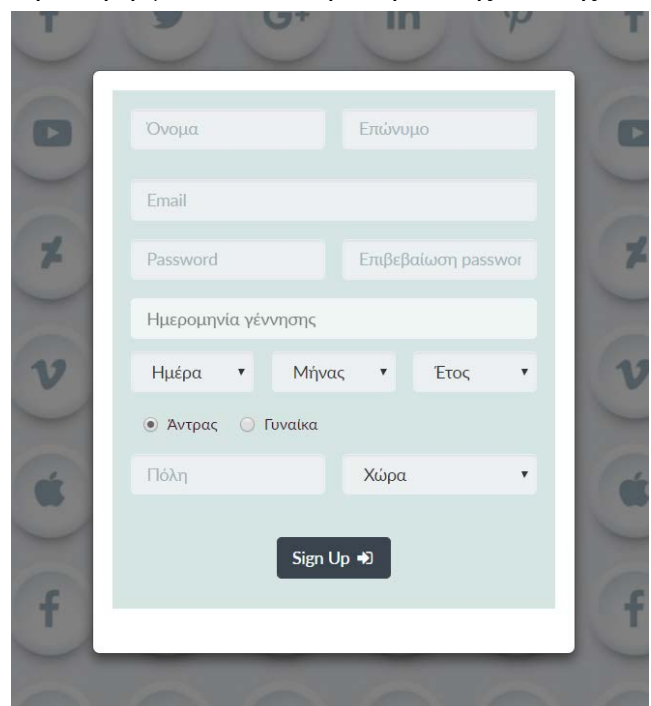 Όνομα Επώνυμο
Email
Password Επιβεβαίωση passwor
Ημερομηνία γέννησης
Ημέρα Μήνας Έτος
Άντρας Γυναίκα
Πόλη Χώρα
Sign Up